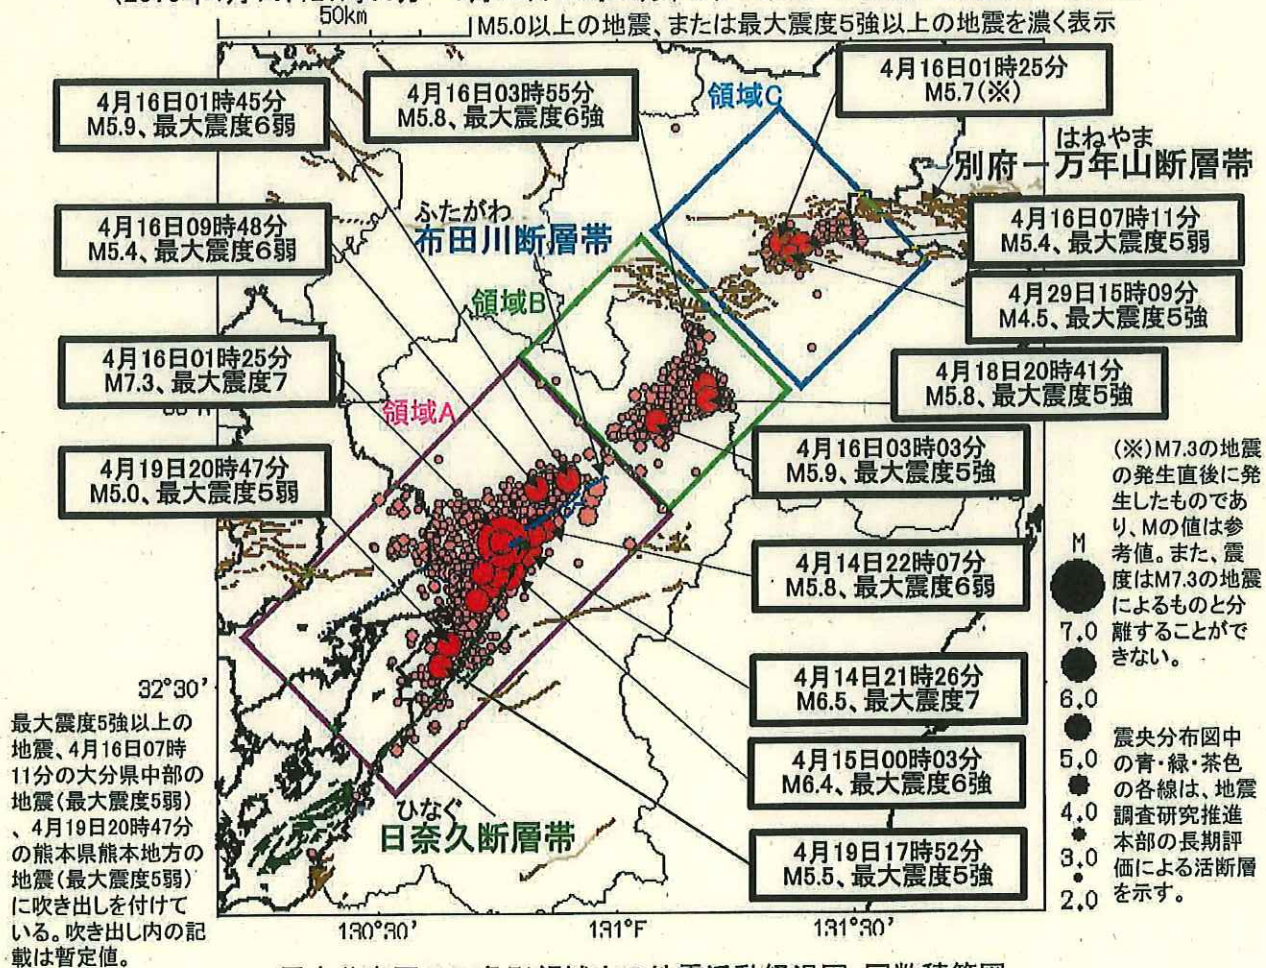 50km
M5.0以上の地震、または最大震度5強以上の地震を濃く表示
4月16日01時45分
M5.9、最大震度6弱
4月16日03時55分
M5.8、最大震度6強
領域C
4月16日01時25分
M5.7(※)
はねやま
別府－万年山断層帯
4月16日09時48分
M5.4、最大震度6弱
ふたがわ
布田川断層帯
4月16日07時11分
M5.4、最大震度5弱
領域B
4月29日15時09分
M4.5、最大震度5強
4月16日01時25分
M7.3、最大震度7
領域A
4月18日20時41分
M5.8、最大震度5強
4月19日20時47分
M5.0、最大震度5弱
4月16日03時03分
M5.9、最大震度5強
(※)M7.3の地震
の発生直後に発
生したものであ
り、Mの値は参
考値。また、震
度はM7.3の地震
によるものと分
離することがで
きない。
4月14日22時07分
M5.8、最大震度6弱
4月14日21時26分
M6.5、最大震度7
4月15日00時03分
M6.4、最大震度6強
4月19日17時52分
M5.5、最大震度5強
M
7.0
6.0
5.0
4.0
3.0
2.0
震央分布図中
の青・緑・茶色
の各線は、地震
調査研究推進
本部の長期評
価による活断層
を示す。
32°30'
最大震度5強以上の
地震、4月16日07時
11分の大分県中部の
地震(最大震度5弱)
、4月19日20時47分
の熊本県熊本地方の
地震(最大震度5弱)
に吹き出しを付けて
いる。吹き出し内の記
載は暫定値。
ひなぐ
日奈久断層帯
130°30'
131°E
131°30'